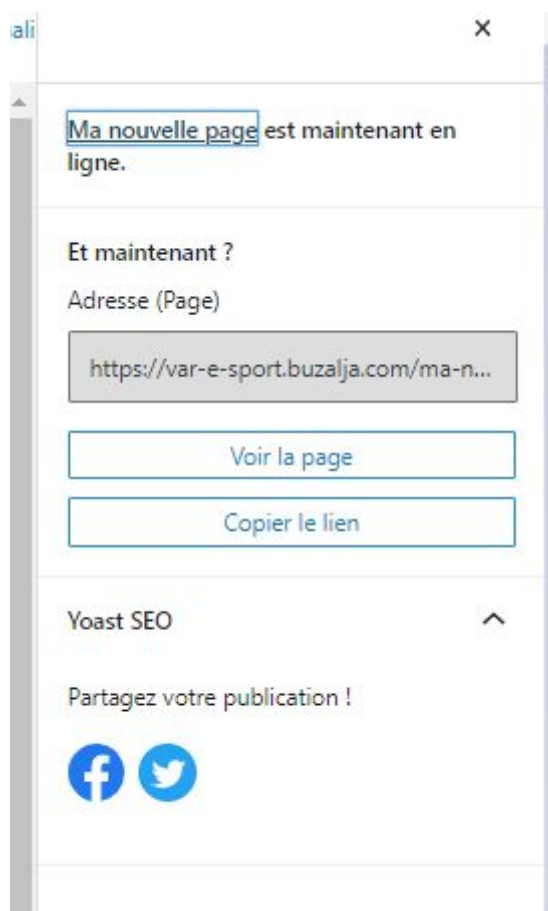 ali
Ma nouvelle page est maintenant en
ligne.
Et maintenant ?
Adresse (Page)
https://var-e-sport.buzalja.com/ma-n...
Voir la page
Copier le lien
Yoast SEO
Partagez votre publication !